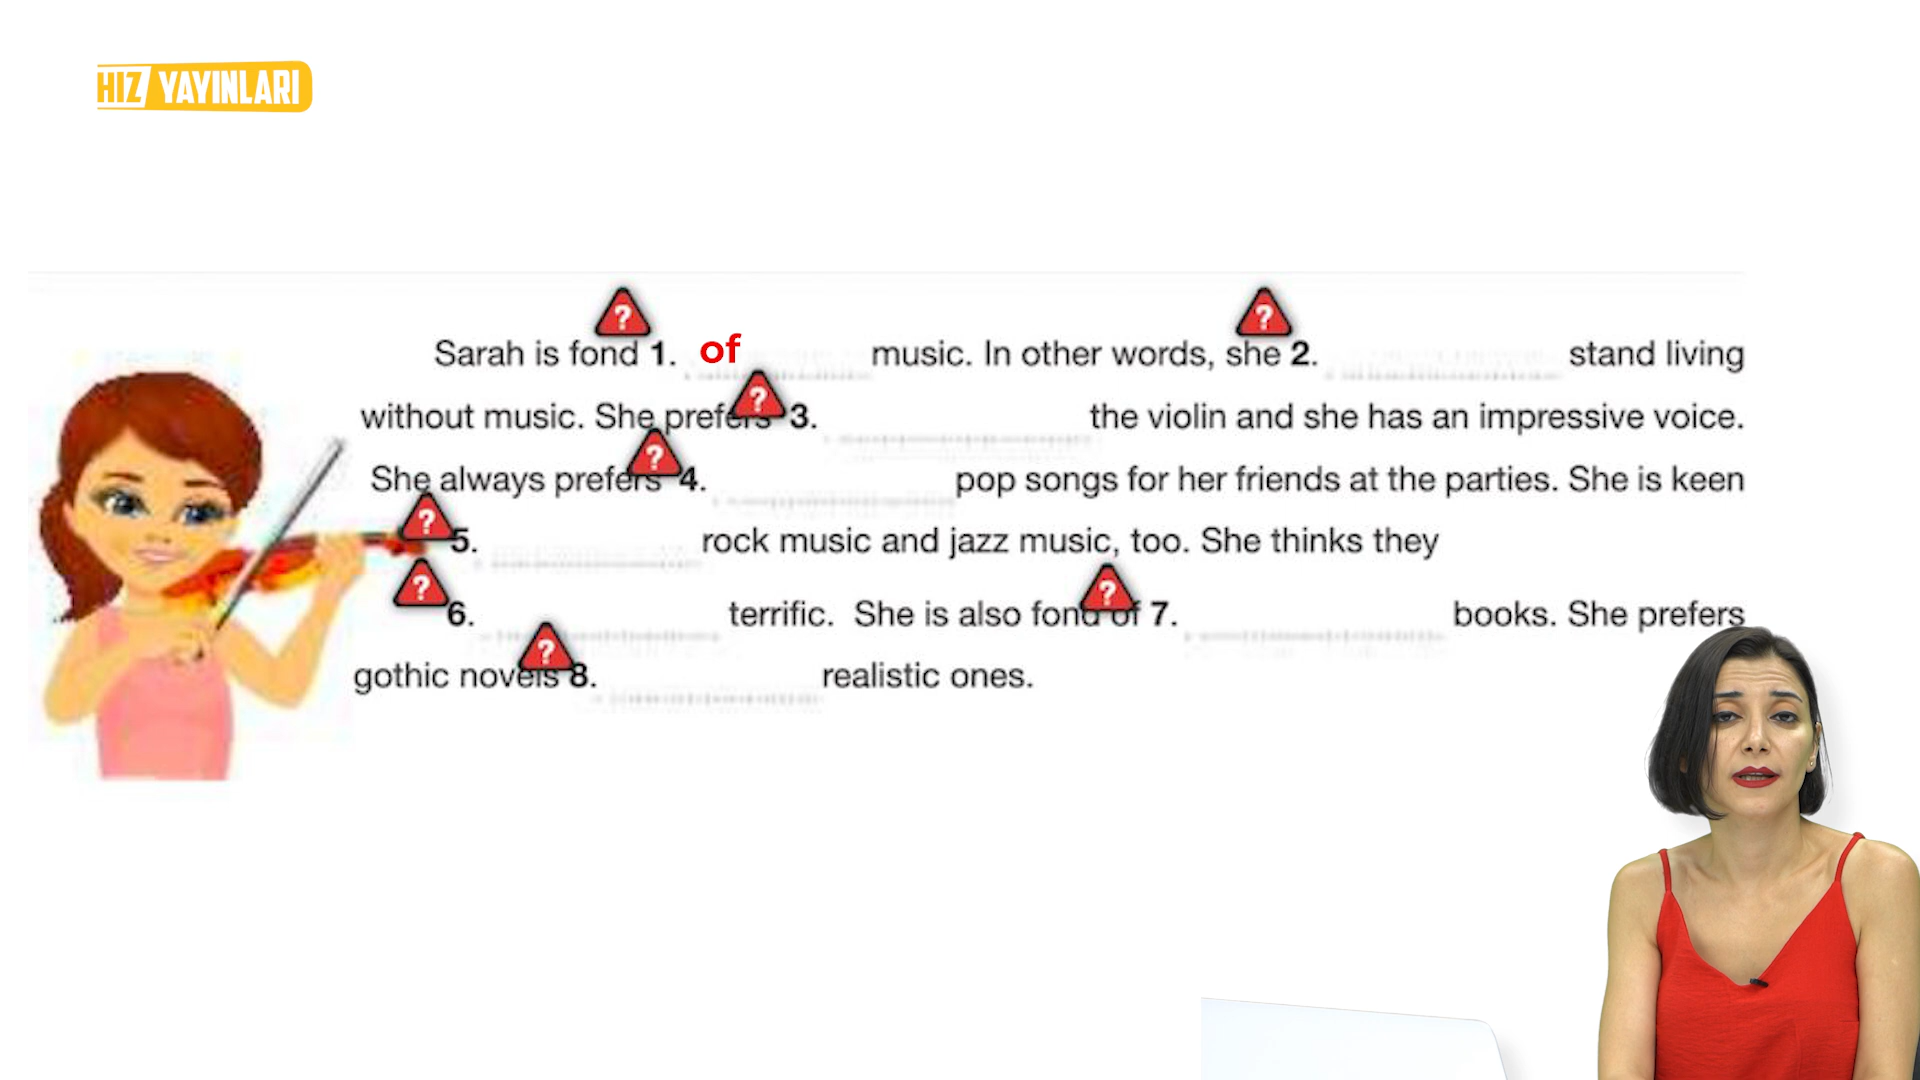 HIZ YAYINLARI
Sarah is fond 1. of music. In other words, she 2. stand living
without music. She prefers 3. the violin and she has an impressive voice.
She always prefers 4. pop songs for her friends at the parties. She is keen
5. rock music and jazz music, too. She thinks they
6. terrific. She is also fond of 7. books. She prefers
gothic novels 8. realistic ones.